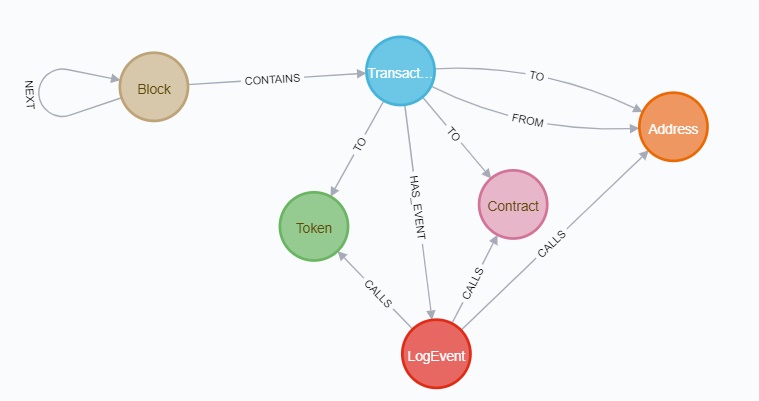 NEXT
Block
CONTAINS
Transact...
TO
FROM
Address
TO
TO
HAS_EVENT
Token
Contract
CALLS
CALLS
CALLS
LogEvent